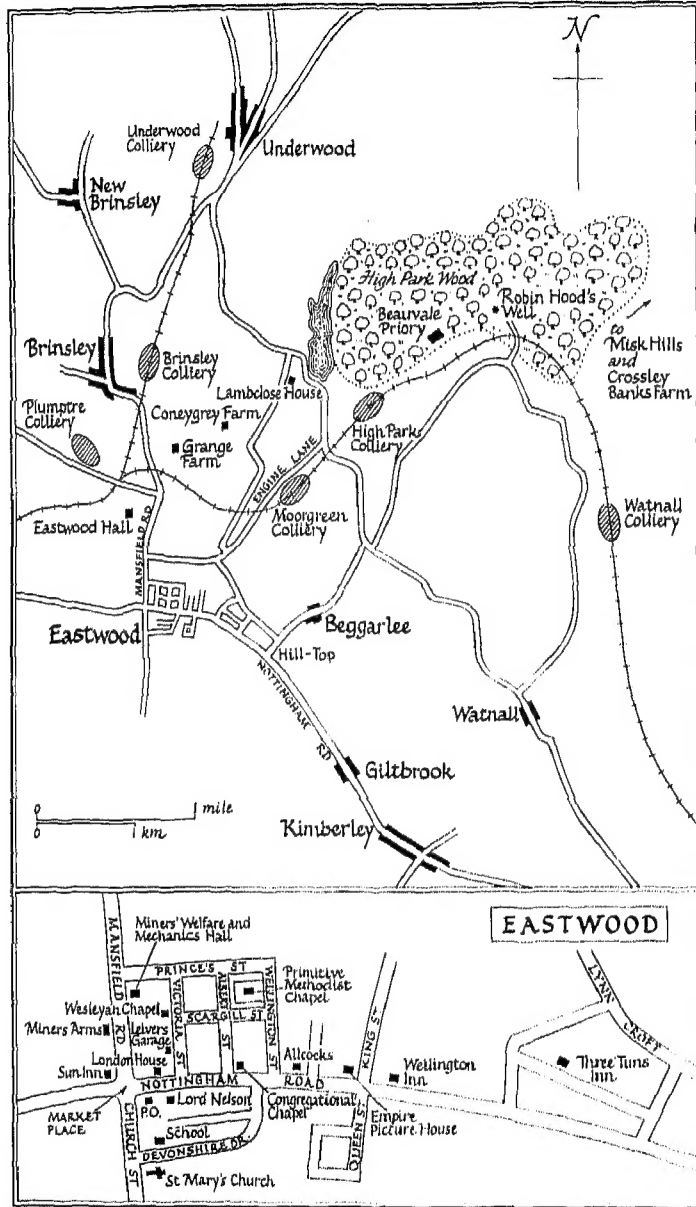 N
Underwood
Colliery
Underwood
New
Brinsley
High Park Wood
Robin Hood's
Well
Beauvale
Priory
to
Misk Hills
and
Crossley
Banks Farm
Brinsley
Brinsley
Colliery
Lambclose House
Plumptre
Colliery
Coneygrey Farm
Grange
Farm
High Park
Colliery
ENGINE LANE
Moorgreen
Colliery
Watnall
Colliery
Eastwood Hall
MANSFIELD RD
Eastwood
Beggarlee
Hill-Top
NOTTINGHAM RD
Watnall
Giltbrook
Kimberley
0 1 mile
0 1 km
EASTWOOD
MANSFIELD RD
Miners' Welfare and
Mechanics Hall
PRINCE'S ST
VICTORIA ST
ALBERT ST
WELLINGTON ST
Primitive
Methodist
Chapel
Wesleyan Chapel
SCARGILL ST
Miners Arms
Leivers
Garage
London House
Sun Inn
NOTTINGHAM ROAD
Allcocks
KING ST
Wellington
Inn
LYNN CROFT
Three Tuns
Inn
MARKET
PLACE
P.O.
Lord Nelson
Congregational
Chapel
Empire
Picture House
CHURCH ST
School
DEVONSHIRE DR.
QUEEN ST
St Mary's Church